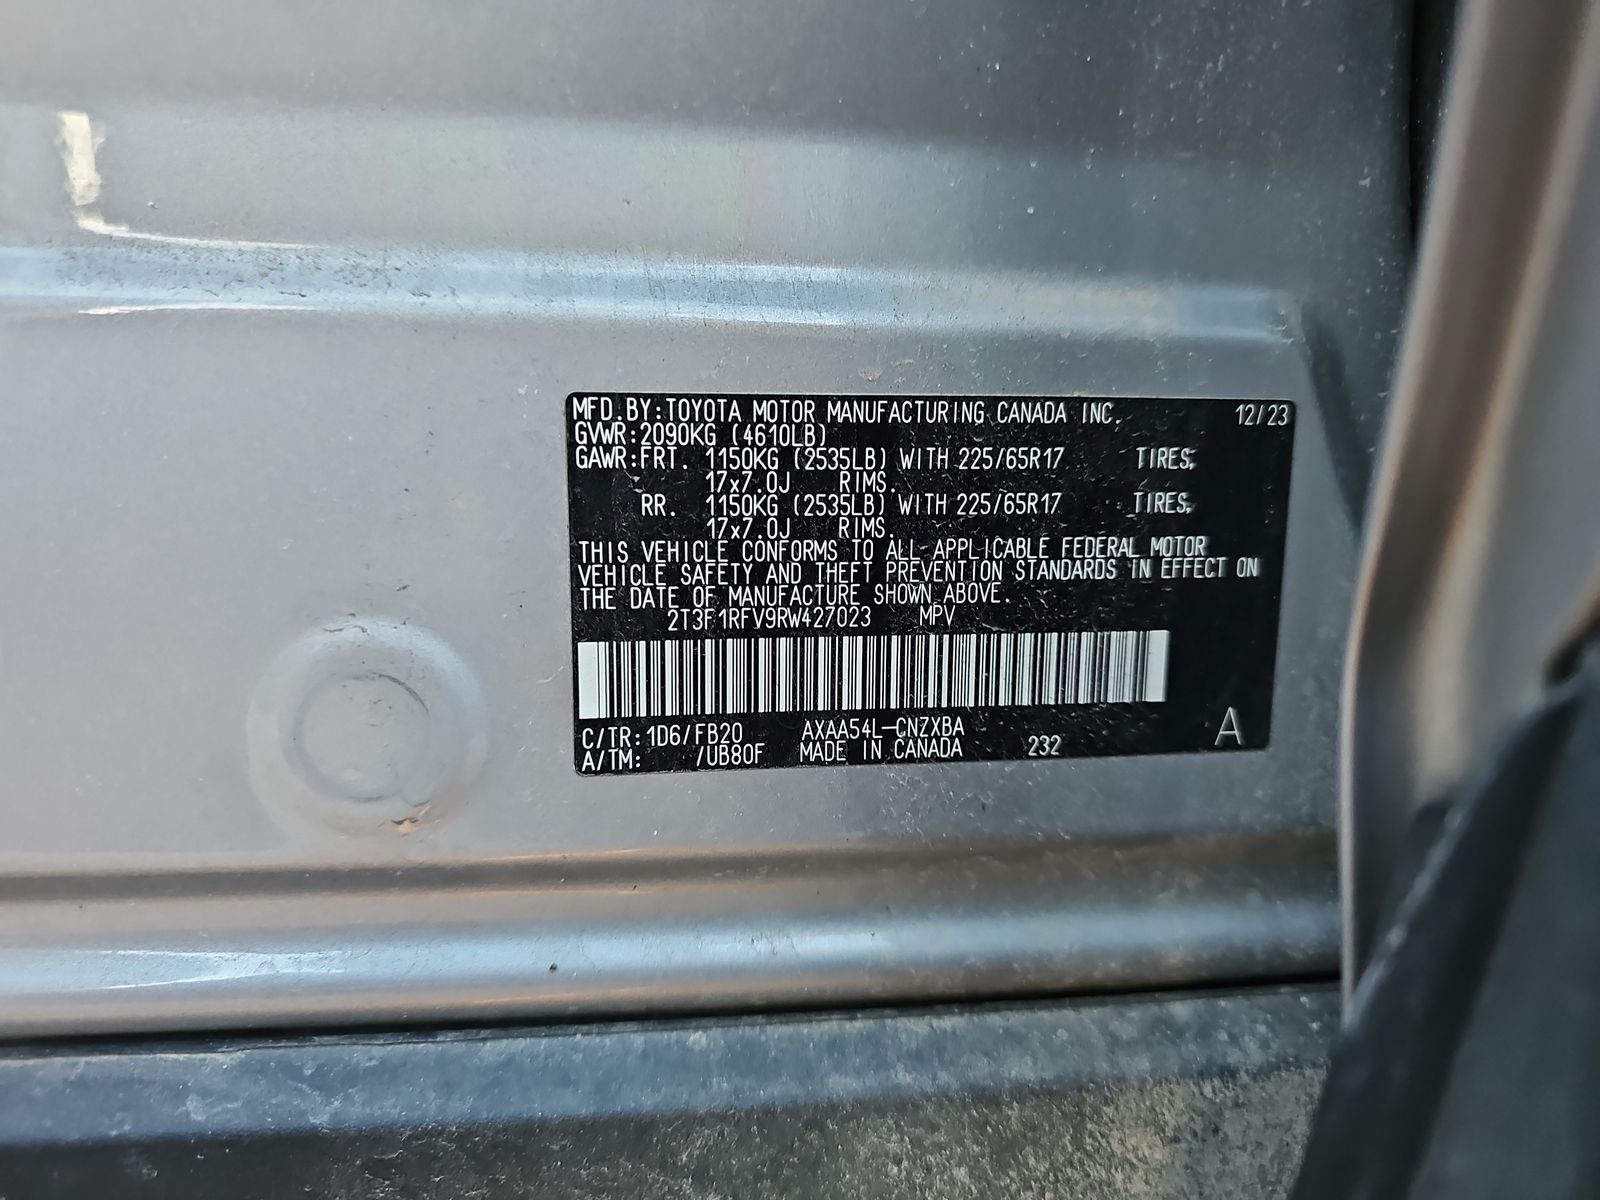 MFD.BY:TOYOTA MOTOR MANUFACTURING CANADA INC. 12/23
GVWR:2090KG (4610LB)
GAWR:FRT. 1150KG (2535LB) WITH 225/65R17 TIRES,
17x7.0J RIMS.
RR. 1150KG (2535LB) WITH 225/65R17 TIRES,
17x7.0J RIMS.
THIS VEHICLE CONFORMS TO ALL APPLICABLE FEDERAL MOTOR
VEHICLE SAFETY AND THEFT PREVENTION STANDARDS IN EFFECT ON
THE DATE OF MANUFACTURE SHOWN ABOVE.
2T3F1RFV9RW427023 MPV
C/TR:1D6/FB20 AXAA54L-CNZXBA
A/TM: /UB80F MADE IN CANADA 232 A